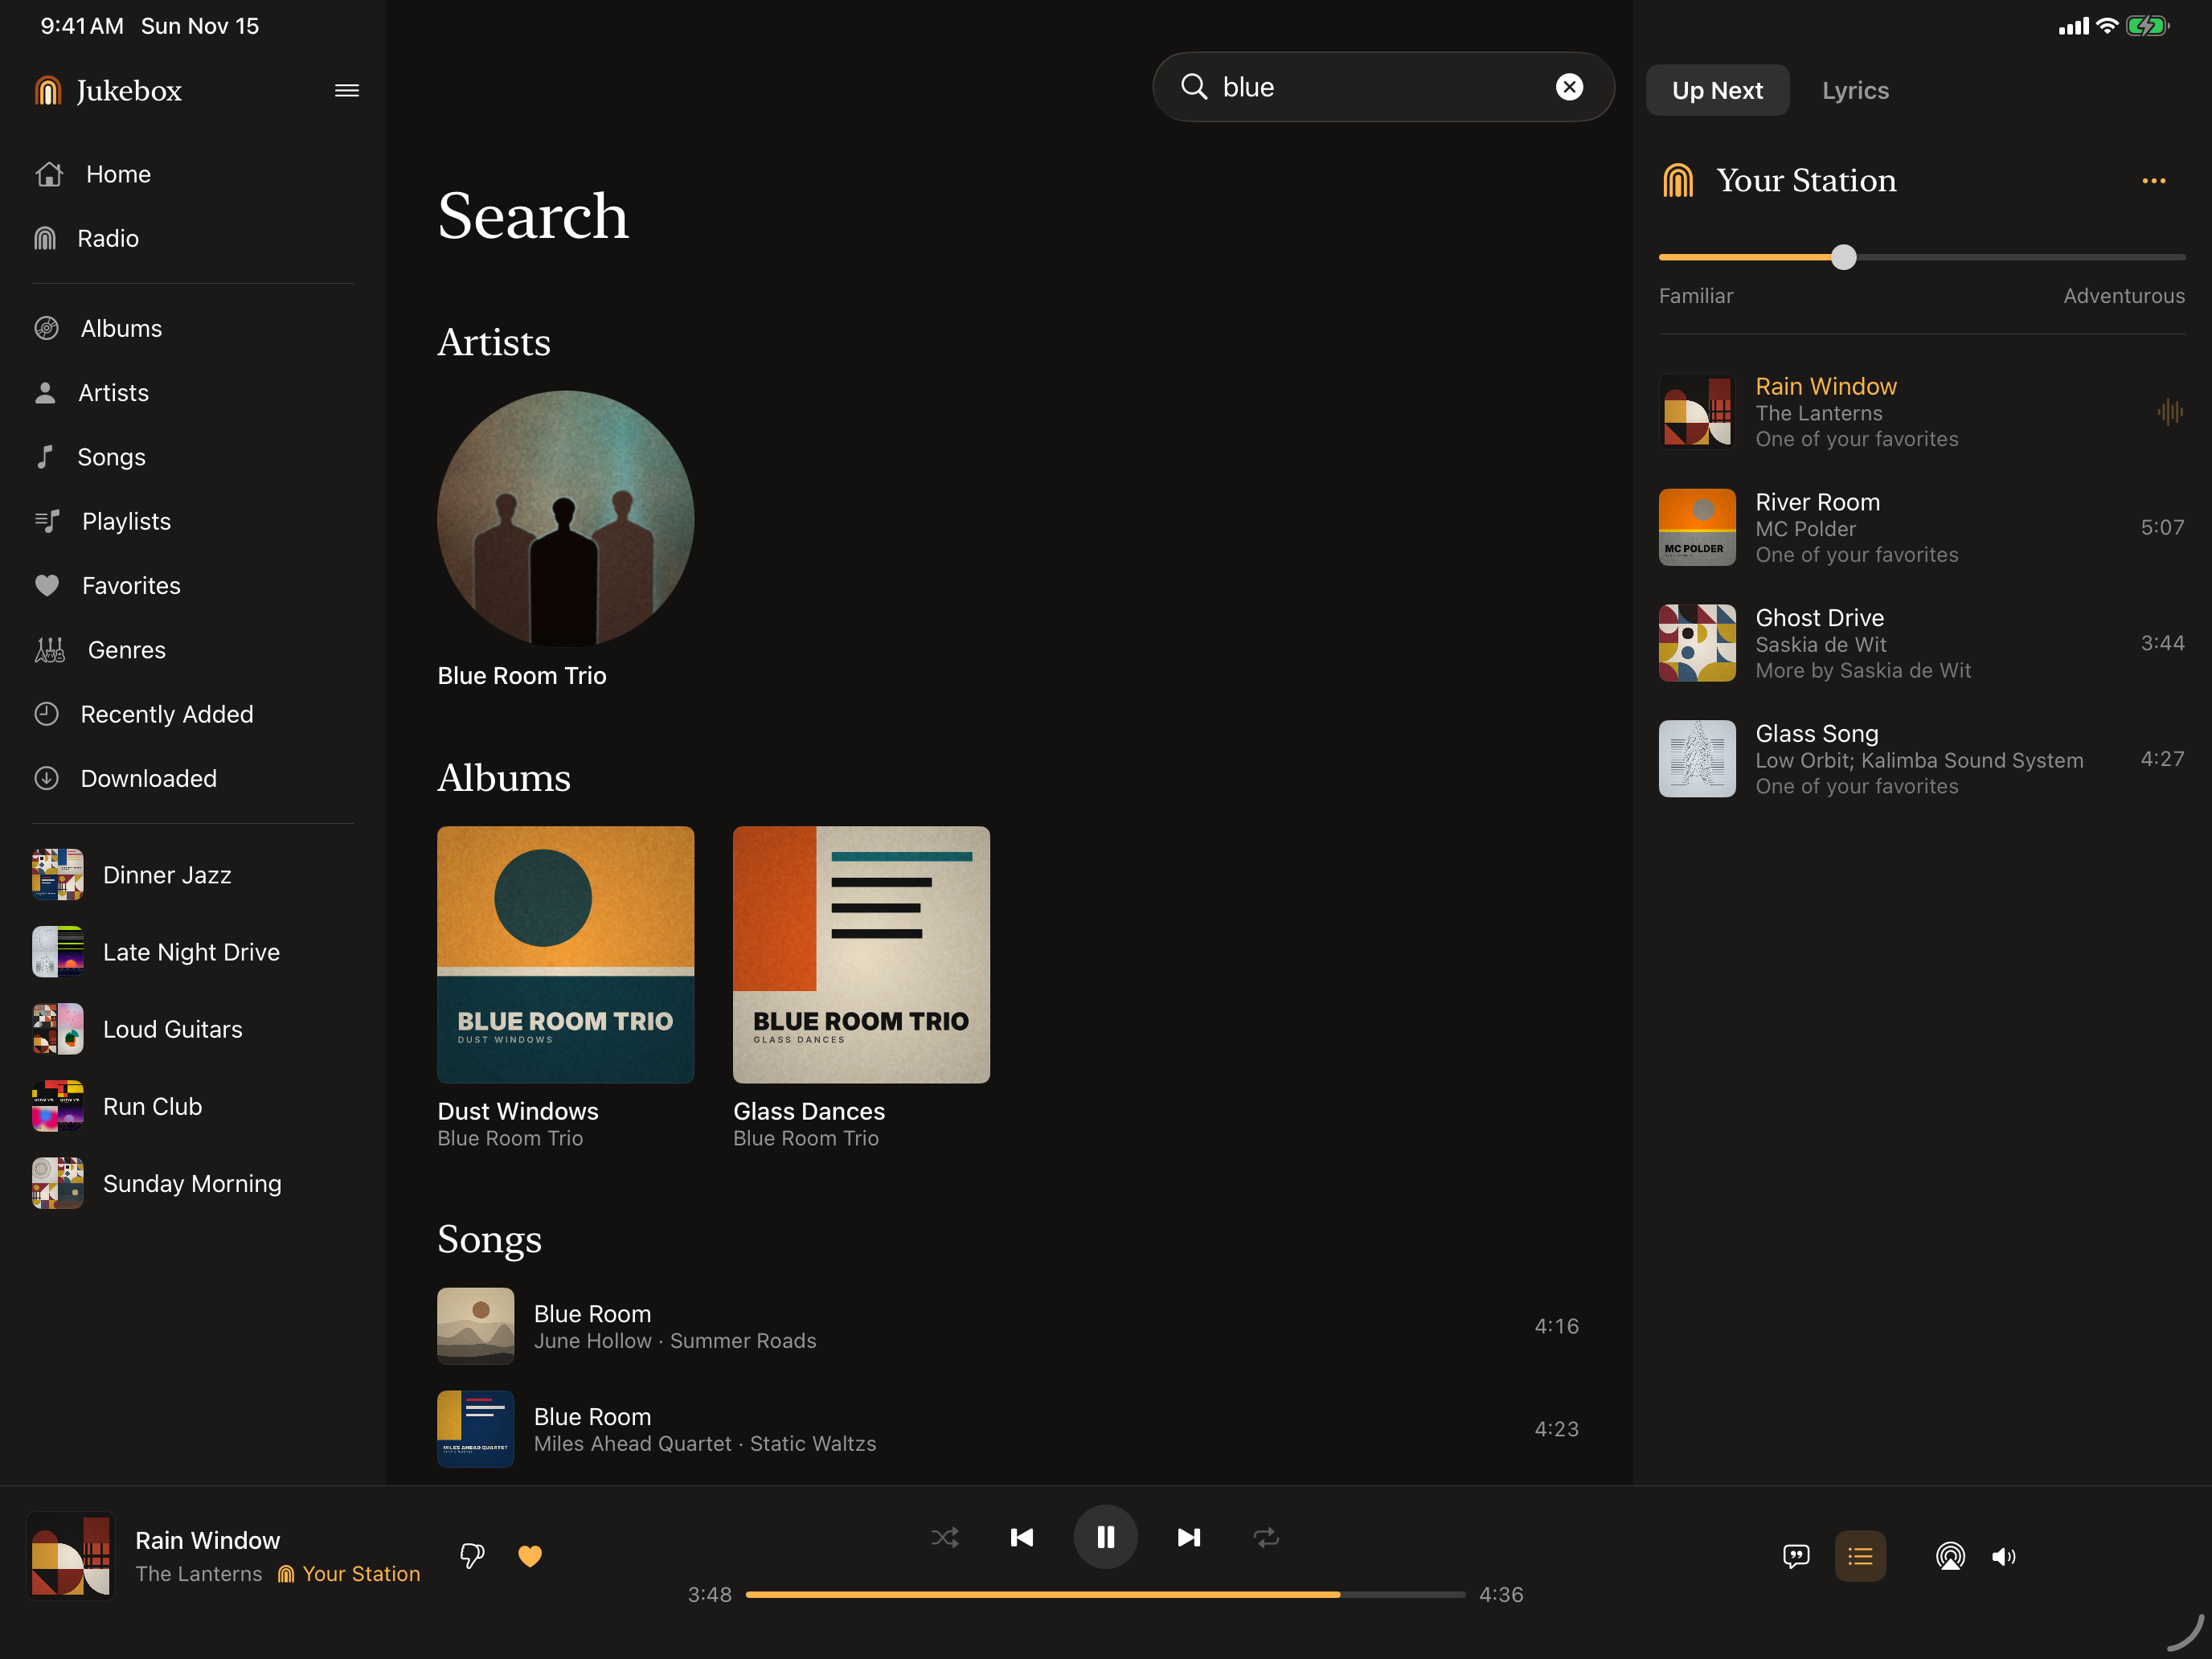 9:41 AM Sun Nov 15
Jukebox
Home
Radio
Albums
Artists
Songs
Playlists
Favorites
Genres
Recently Added
Downloaded
Dinner Jazz
Late Night Drive
Loud Guitars
Run Club
Sunday Morning
blue
Search
Artists
Blue Room Trio
Albums
BLUE ROOM TRIO
DUST WINDOWS
Dust Windows
Blue Room Trio
BLUE ROOM TRIO
GLASS DANCES
Glass Dances
Blue Room Trio
Songs
Blue Room
June Hollow · Summer Roads
4:16
MILES AHEAD QUARTET
Blue Room
Miles Ahead Quartet · Static Waltzs
4:23
Up Next
Lyrics
Your Station
Familiar
Adventurous
Rain Window
The Lanterns
One of your favorites
MC POLDER
River Room
MC Polder
One of your favorites
5:07
Ghost Drive
Saskia de Wit
More by Saskia de Wit
3:44
Glass Song
Low Orbit; Kalimba Sound System
One of your favorites
4:27
Rain Window
The Lanterns Your Station
3:48
4:36